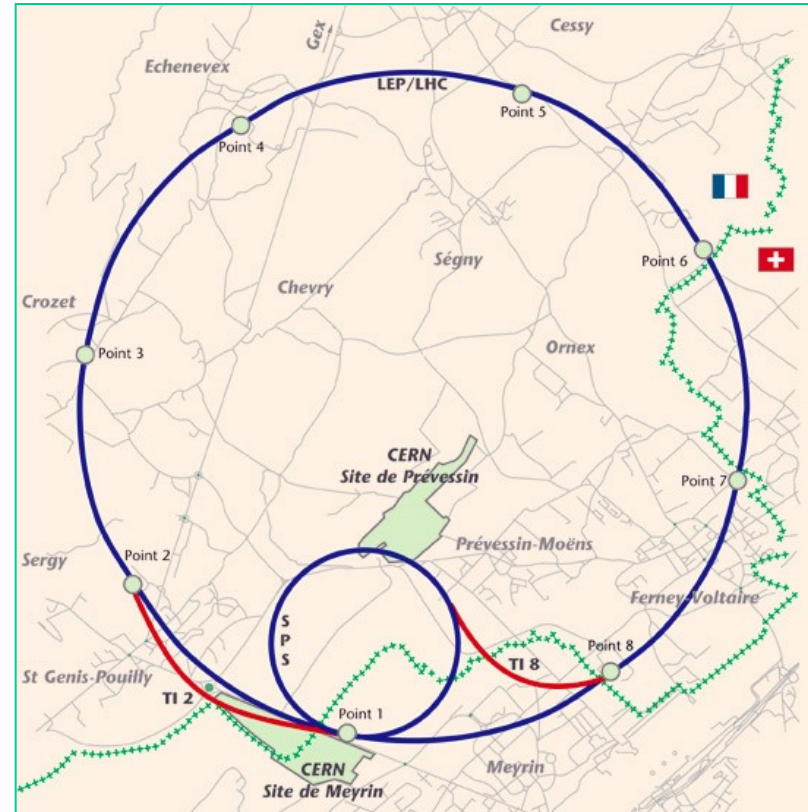 Cessy
Gex
Echenevex
LEP/LHC
Point 5
Point 4
Point 6
Ségny
Chevry
Crozet
Point 3
Ornex
CERN
Site de Prévessin
Point 7
Prévessin-Moëns
Point 2
Sergy
Ferney-Voltaire
S
P
S
Point 8
TI 8
St Genis-Pouilly
TI 2
Point 1
CERN
Site de Meyrin
Meyrin